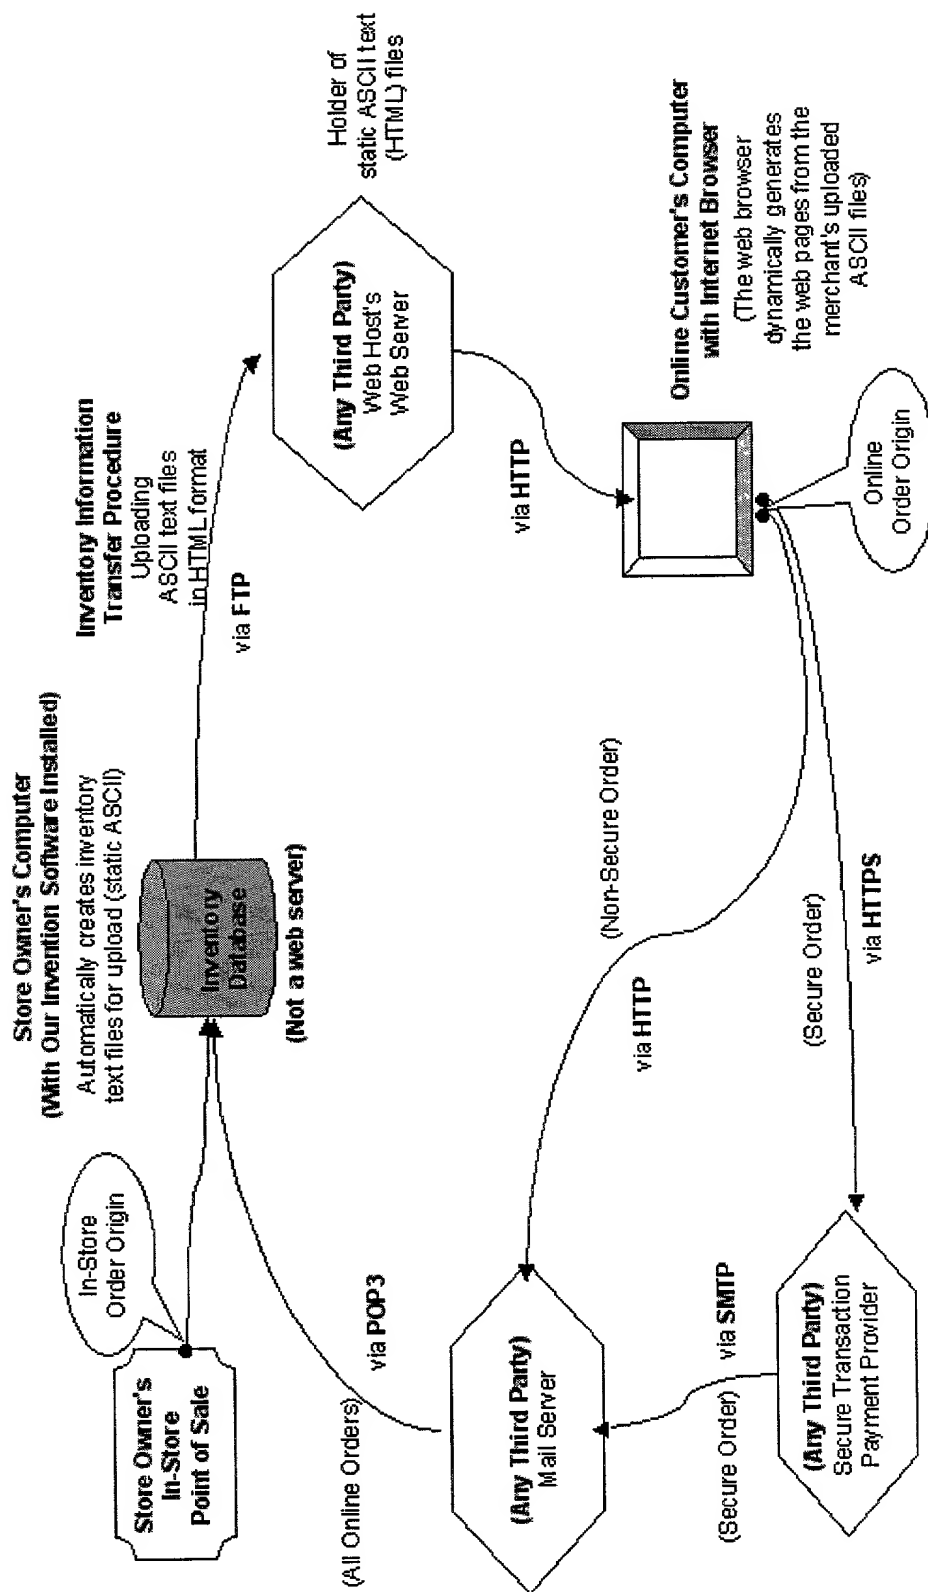 Store Owner's Computer
(With Our Invention Software Installed)
Automatically creates inventory
text files for upload (static ASCII)
Inventory
Database
(Not a web server)
In-Store
Order Origin
Store Owner's
In-Store
Point of Sale
Inventory Information
Transfer Procedure
Uploading
ASCII text files
in HTML format
via FTP
Holder of
static ASCII text
(HTML) files
(Any Third Party)
Web Host's
Web Server
via HTTP
Online Customer's Computer
with Internet Browser
(The web browser
dynamically generates
the web pages from the
merchant's uploaded
ASCII files)
Online
Order Origin
(Non-Secure Order)
via HTTP
(Secure Order)
via HTTPS
(All Online Orders)
via POP3
(Any Third Party)
Mail Server
(Secure Order)
via SMTP
(Any Third Party)
Secure Transaction
Payment Provider